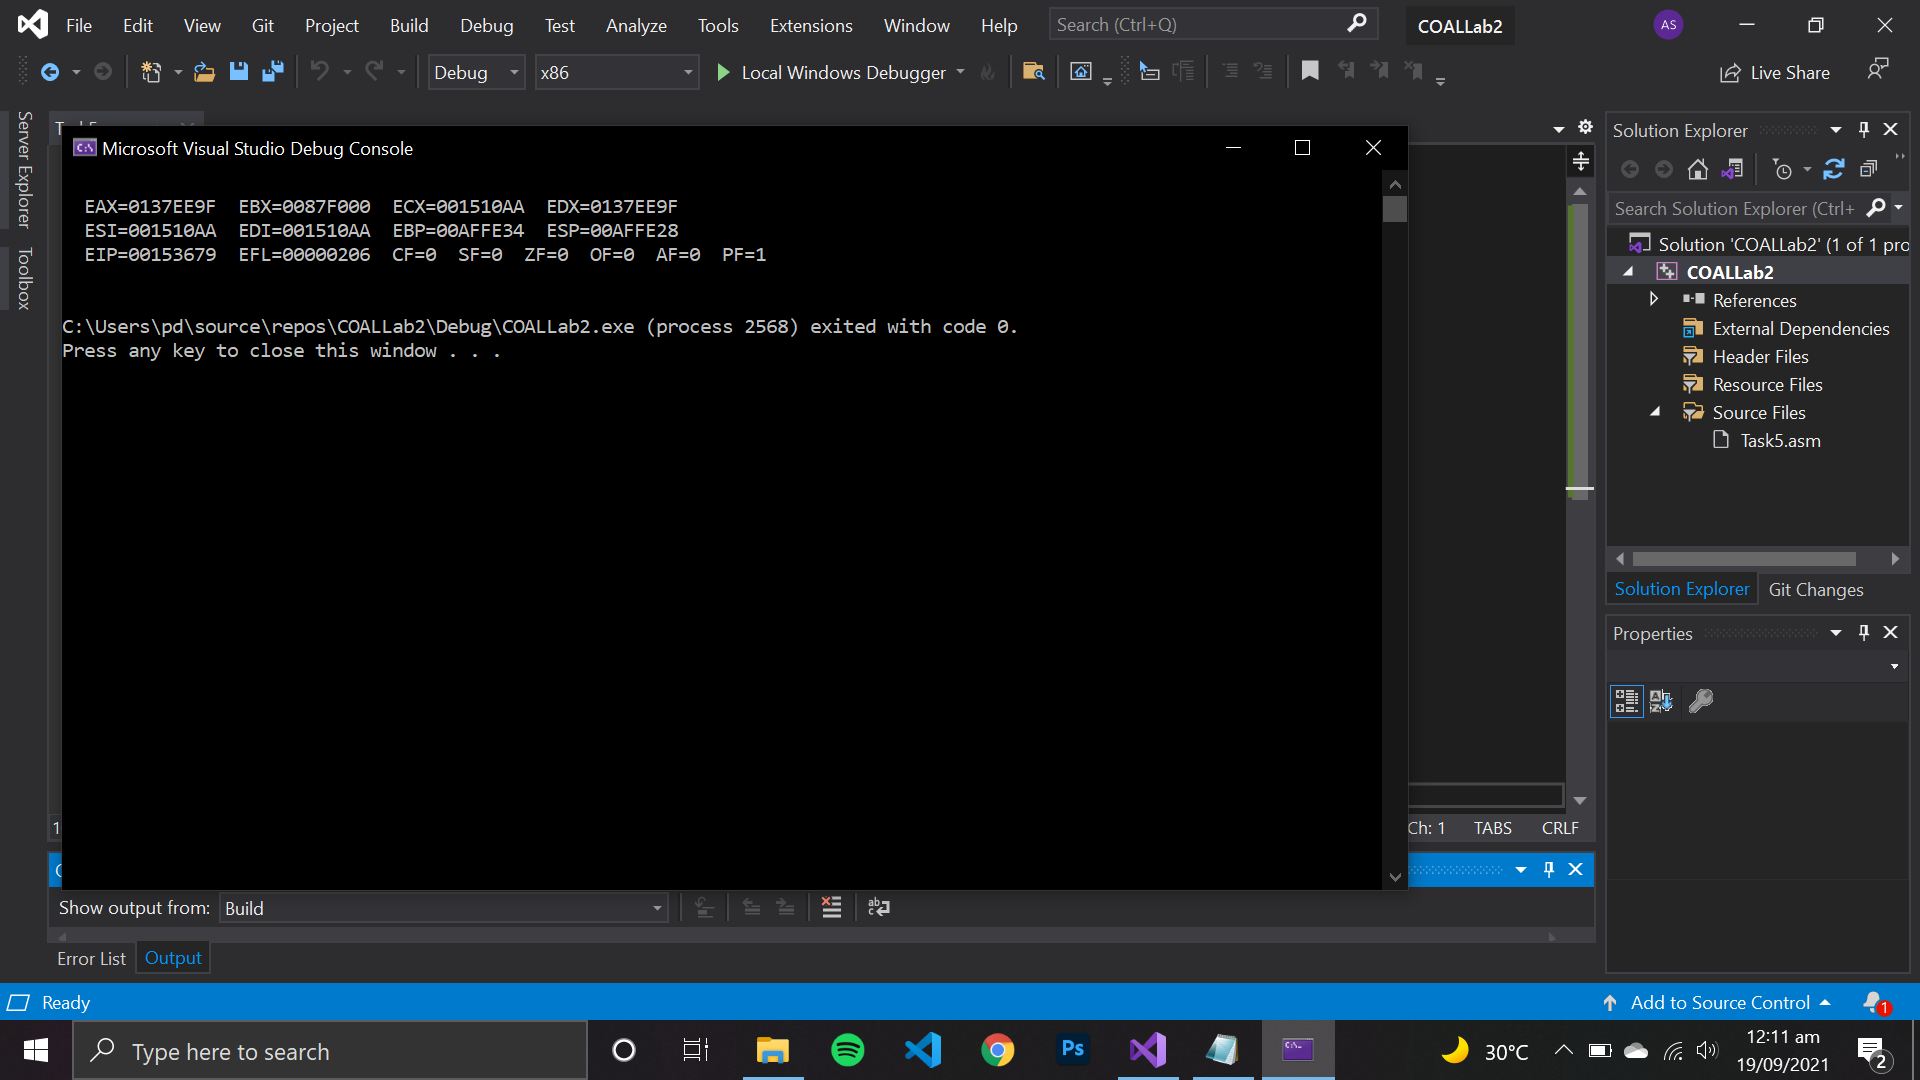 File Edit View Git Project Build Debug Test Analyze Tools Extensions Window Help Search (Ctrl+Q) COALLab2 AS
Debug x86 Local Windows Debugger Live Share
Server Explorer
Toolbox
Microsoft Visual Studio Debug Console
EAX=0137EE9F EBX=0087F000 ECX=001510AA EDX=0137EE9F
ESI=001510AA EDI=001510AA EBP=00AFFE34 ESP=00AFFE28
EIP=00153679 EFL=00000206 CF=0 SF=0 ZF=0 OF=0 AF=0 PF=1
C:\Users\pd\source\repos\COALLab2\Debug\COALLab2.exe (process 2568) exited with code 0.
Press any key to close this window . . .
Solution Explorer
Search Solution Explorer (Ctrl+
Solution 'COALLab2' (1 of 1 pro
COALLab2
References
External Dependencies
Header Files
Resource Files
Source Files
Task5.asm
Solution Explorer Git Changes
Properties
Ch: 1 TABS CRLF
Show output from: Build
Error List Output
Ready Add to Source Control 1
Type here to search Ps 30°C 12:11 am
19/09/2021 2